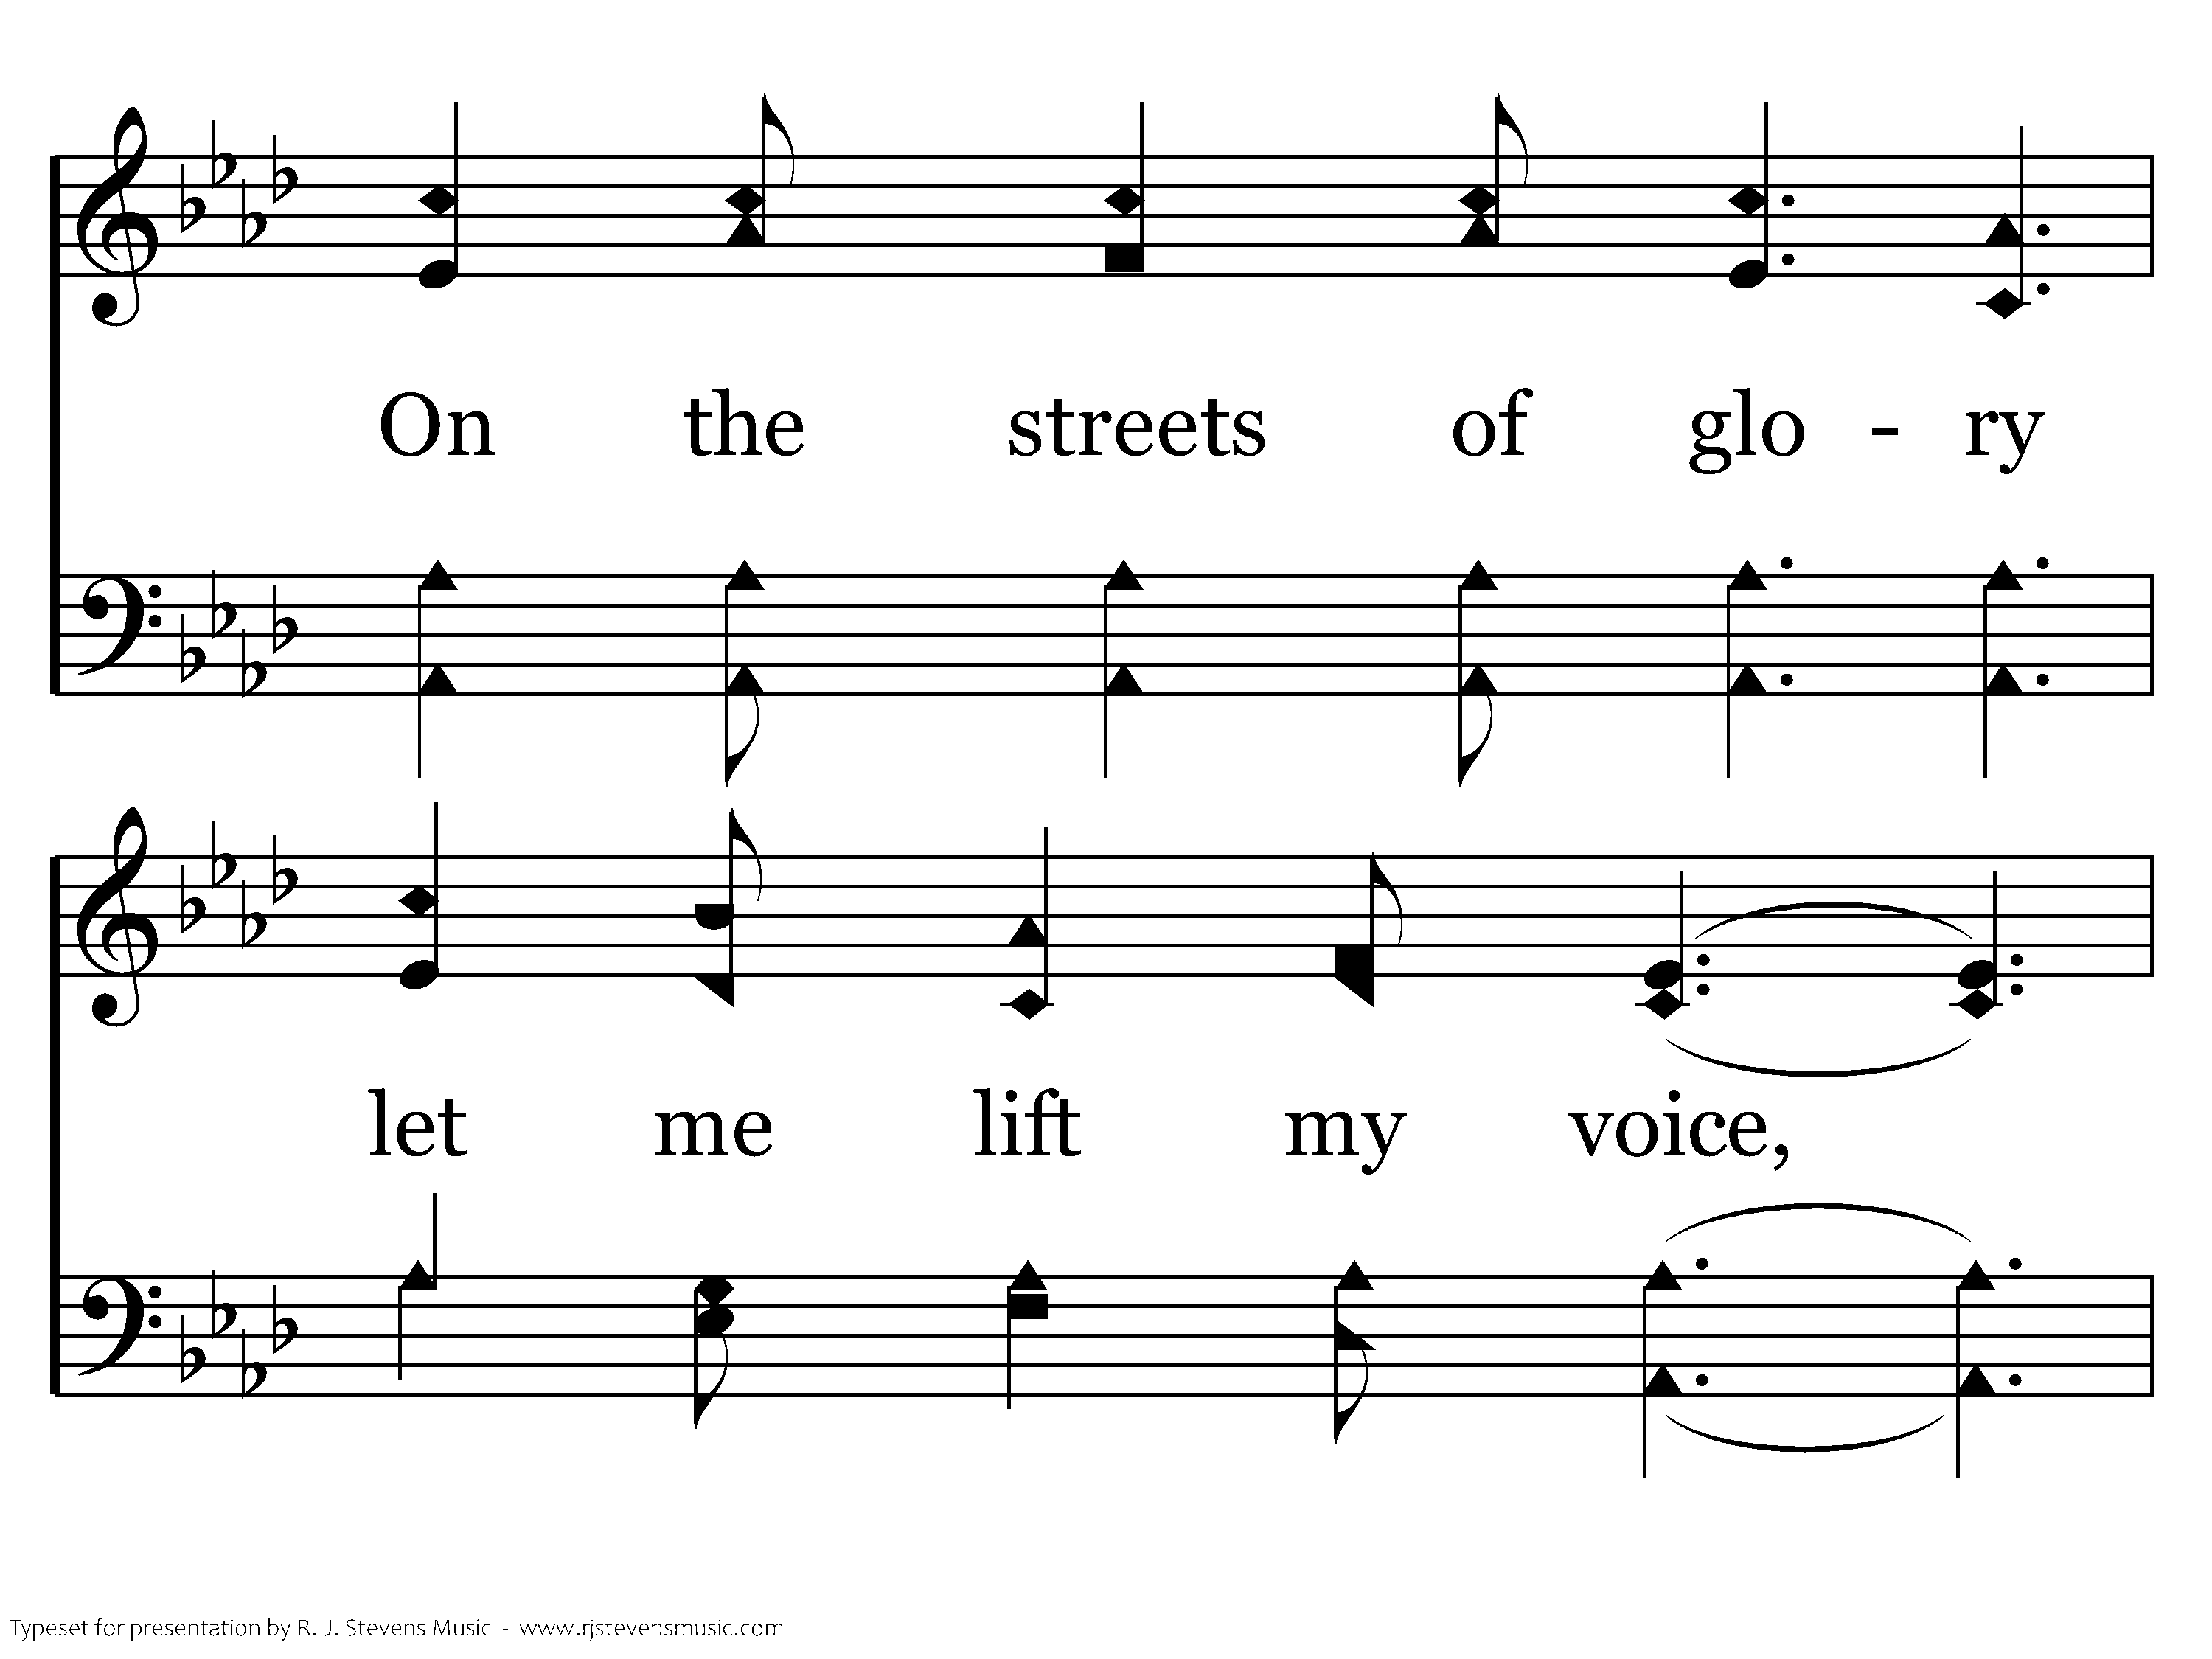 On the streets of glo - ry
let me lift my voice,
Typeset for presentation by R. J. Stevens Music - www.rjstevensmusic.com